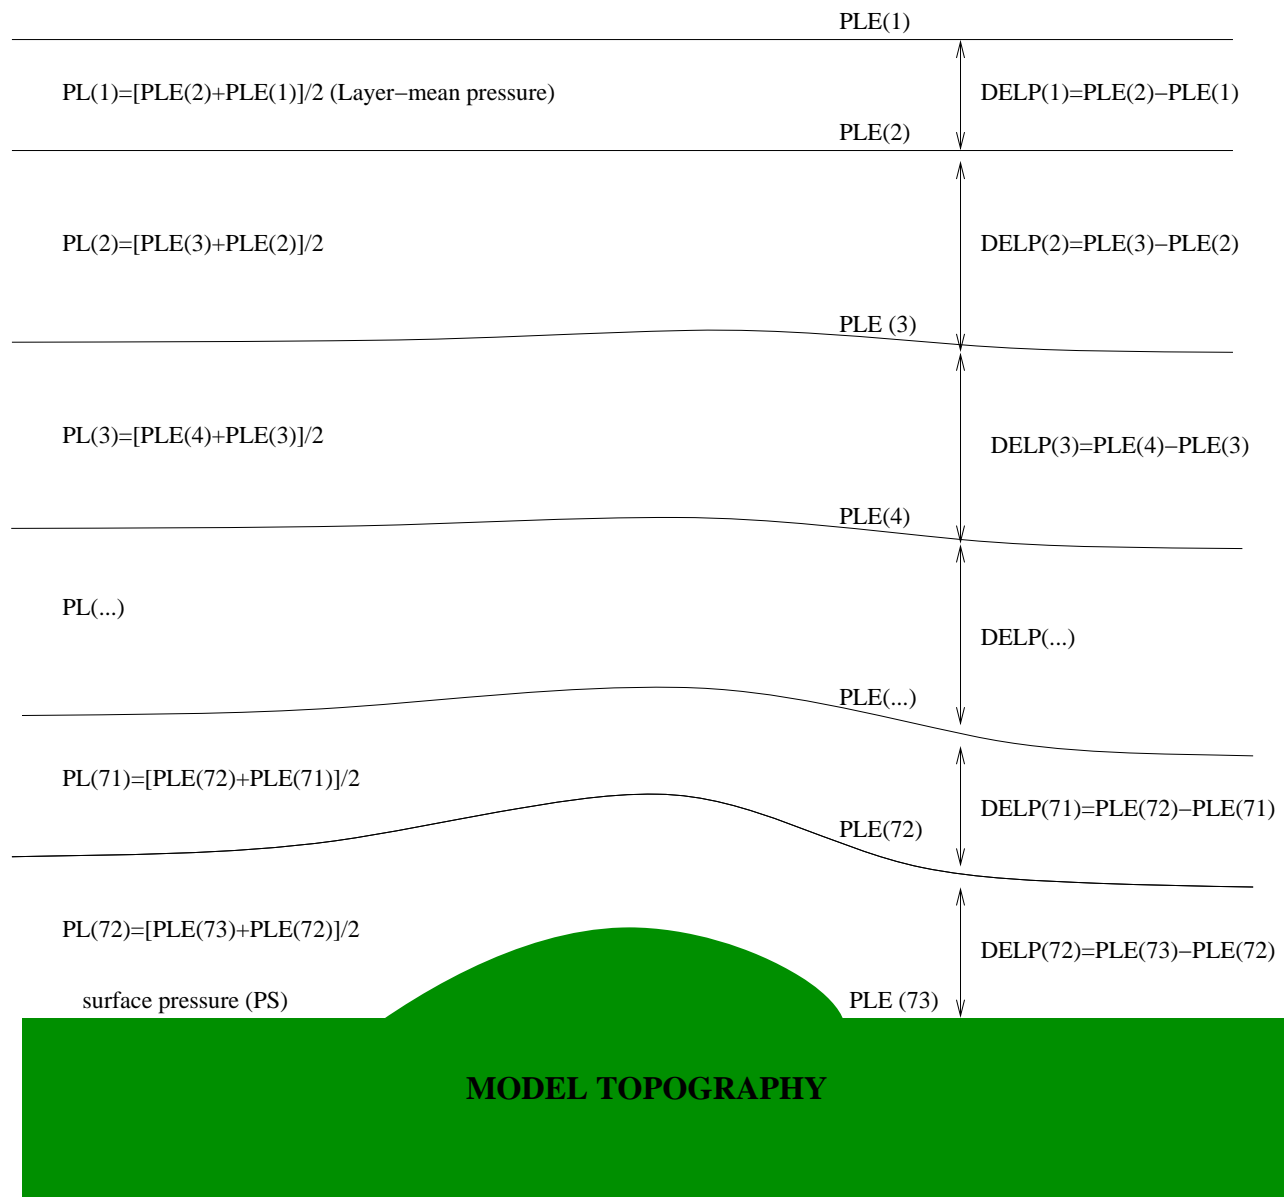 PLE(1)
PL(1)=[PLE(2)+PLE(1)]/2 (Layer−mean pressure)
DELP(1)=PLE(2)−PLE(1)
PLE(2)
PL(2)=[PLE(3)+PLE(2)]/2
DELP(2)=PLE(3)−PLE(2)
PLE (3)
PL(3)=[PLE(4)+PLE(3)]/2
DELP(3)=PLE(4)−PLE(3)
PLE(4)
PL(...)
DELP(...)
PLE(...)
PL(71)=[PLE(72)+PLE(71)]/2
DELP(71)=PLE(72)−PLE(71)
PLE(72)
PL(72)=[PLE(73)+PLE(72)]/2
DELP(72)=PLE(73)−PLE(72)
surface pressure (PS)
PLE (73)
MODEL TOPOGRAPHY